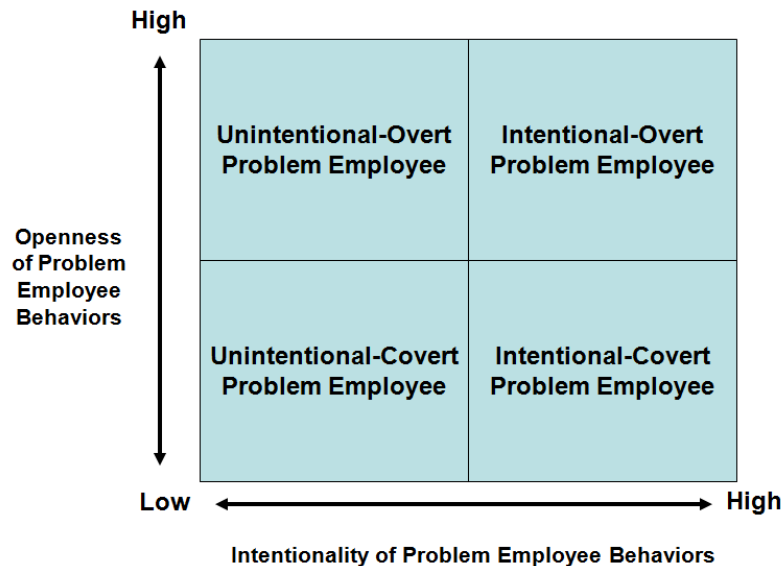 High
Unintentional-Overt
Problem Employee
Intentional-Overt
Problem Employee
Openness
of Problem
Employee
Behaviors
Unintentional-Covert
Problem Employee
Intentional-Covert
Problem Employee
Low
High
Intentionality of Problem Employee Behaviors